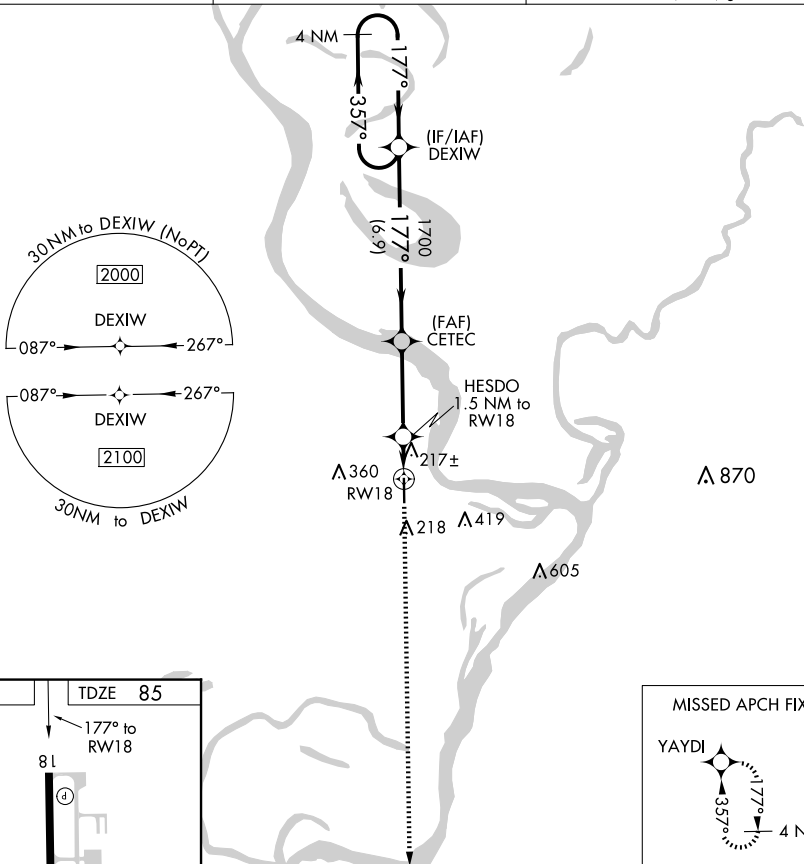 4 NM
177°
357°
(IF/IAF)
DEXIW
1700
177°
(6.9)
30NM to DEXIW (NoPT)
2000
DEXIW
087°
267°
087°
267°
DEXIW
2100
30NM to DEXIW
(FAF)
CETEC
HESDO
1.5 NM to
RW18
217±
360
RW18
870
218
419
605
TDZE 85
177° to
RW18
18
P
MISSED APCH FIX
YAYDI
177°
357°
4 N